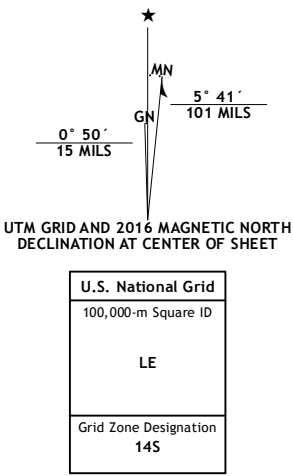 ★
MN
GN
5° 41´
101 MILS
0° 50´
15 MILS
UTM GRID AND 2016 MAGNETIC NORTH
DECLINATION AT CENTER OF SHEET
U.S. National Grid
100,000-m Square ID
LE
Grid Zone Designation
14S